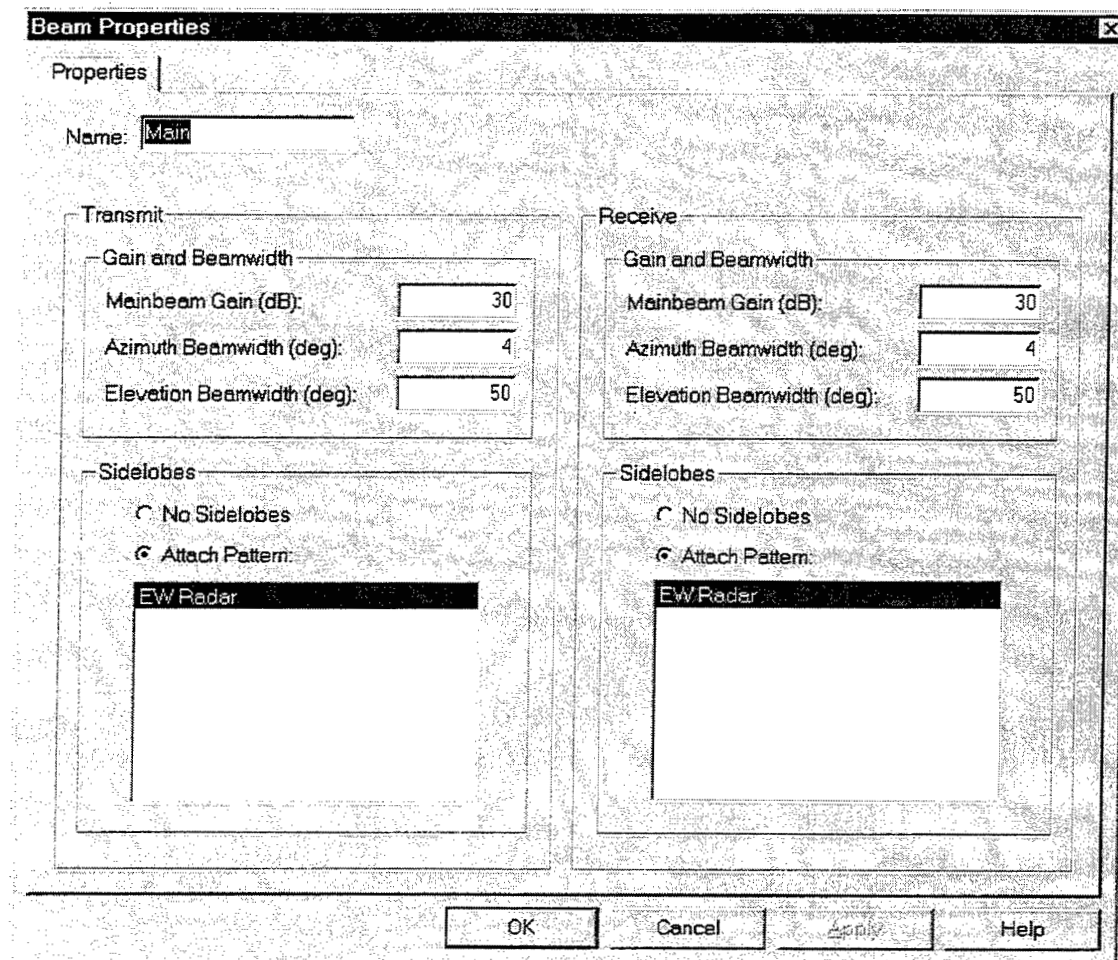 Beam Properties
Properties
Name: Main
Transmit
Gain and Beamwidth
Mainbeam Gain (dB): 30
Azimuth Beamwidth (deg): 4
Elevation Beamwidth (deg): 50
Sidelobes
No Sidelobes
Attach Pattern:
EW Radar
Receive
Gain and Beamwidth
Mainbeam Gain (dB): 30
Azimuth Beamwidth (deg): 4
Elevation Beamwidth (deg): 50
Sidelobes
No Sidelobes
Attach Pattern:
EW Radar
OK Cancel Apply Help